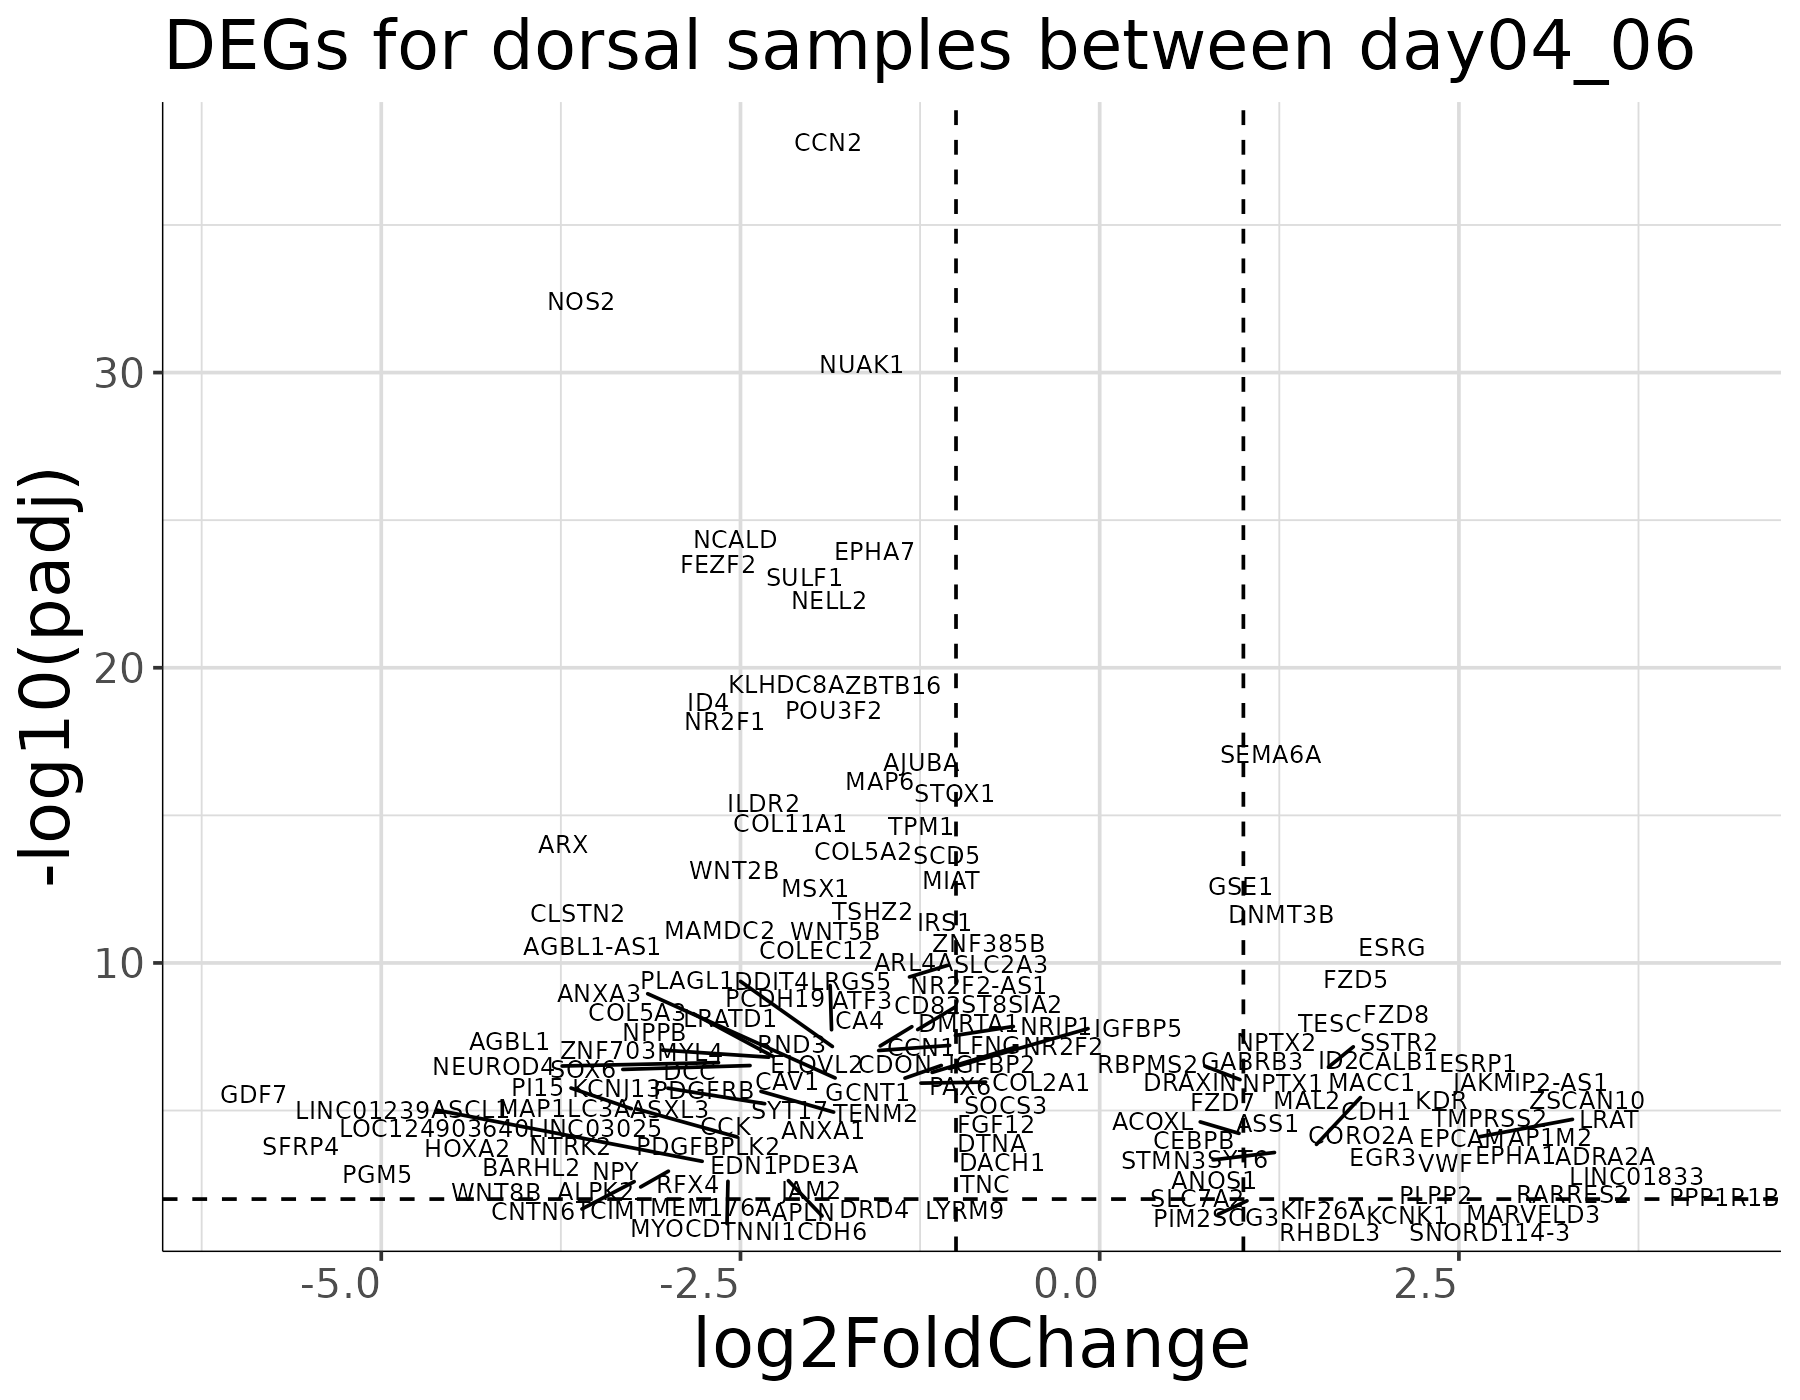 DEGs for dorsal samples between day04_06
CCN2
NOS2
NUAK1
30
NCALD
EPHA7
FEZF2
SULF1
NELL2
20
KLHDC8A ZBTB16
ID4
POU3F2
NR2F1
SEMA6A
AJUBA
MAP6
STOX1
ILDR2
COL11A1
TPM1
ARX
COL5A2 SCD5
WNT2B
MIAT
MSX1
GSE1
CLSTN2
TSHZ2
DNMT3B
IRS1
MAMDC2 WNT5B
AGBL1-AS1
COLEC12
ZNF385B
ESRG
10
ARL4A SLC2A3
PLAGL1 DDIT4 LRGS5
FZD5
NR2F2-AS1
ANXA3
PCDH19 ATF3 CD82 ST8SIA2
COL5A3 LRATD1
CA4
DMRTA1 NRIP1 IGFBP5
TESC FZD8
NPPB
AGBL1
ZNF703 MYL4
RND3
CCN1 LFNG NR2F2
NPTX2 SSTR2
NEUROD4 SOX6
DCC
ELOVL2 CDON IGFBP2
RBPMS2 GABRB3 ID2 CALB1 ESRP1
PI15 KCNJ13 PDGFRB CAV1
PAX6 COL2A1
DRAXIN NPTX1 MACC1 JAKMIP2-AS1
GDF7
GCNT1
FZD7 MAL2
KDR
ZSCAN10
LINC01239 ASCL1 MAP1LC3A ASXL3
SYT17 TENM2
SOCS3
CDH1 TMPRSS2 LRAT
LOC124903640 LINC03025
CCK
ANXA1
FGF12
ACOXL ASS1
SFRP4
HOXA2 NTRK2 PDGFB PLK2
DTNA
CEBPB
CORO2A EPCAM AP1M2
BARHL2 NPY
EDN1 PDE3A
DACH1
STMN3 SYT6
EGR3 VWF EPHA1 ADRA2A
PGM5
RFX4
TNC
ANOS1
LINC01833
WNT8B ALPK2
JAM2
SLC7A2
PLPP2 RARRES2 PPP1R1B
CNTN6 TCIM TMEM176A APLN DRD4 LYRM9
PIM2 SCG3 KIF26A KCNK1 MARVELD3
MYOCD TNNI1 CDH6
RHBDL3 SNORD114-3
-5.0 -2.5 0.0 2.5
log2FoldChange
-log10(padj)